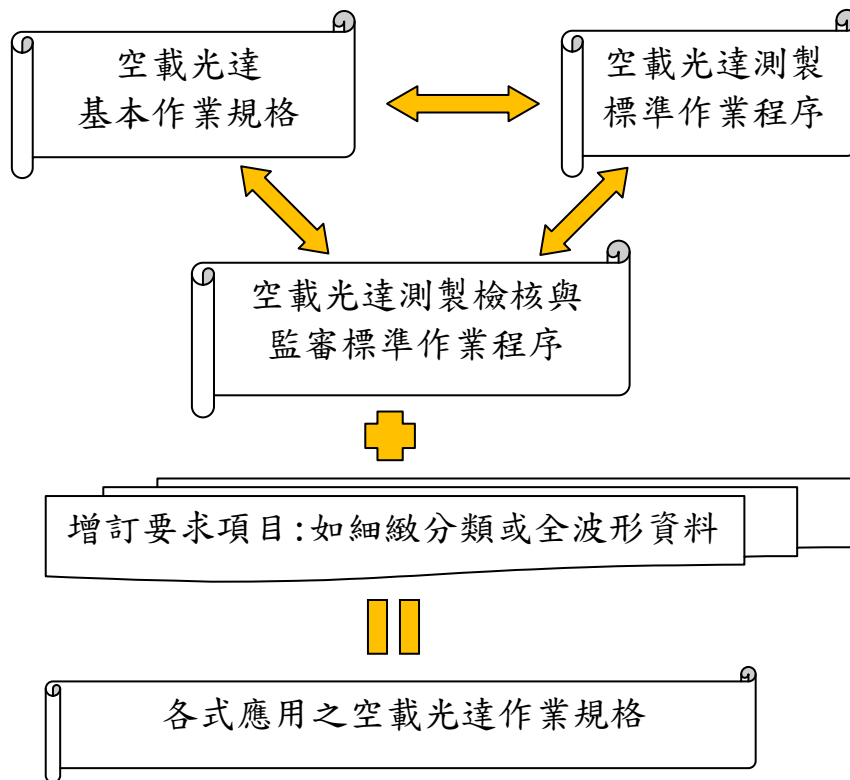 空載光達
基本作業規格
空載光達測製
標準作業程序
空載光達測製檢核與
監審標準作業程序
增訂要求項目:如細緻分類或全波形資料
各式應用之空載光達作業規格